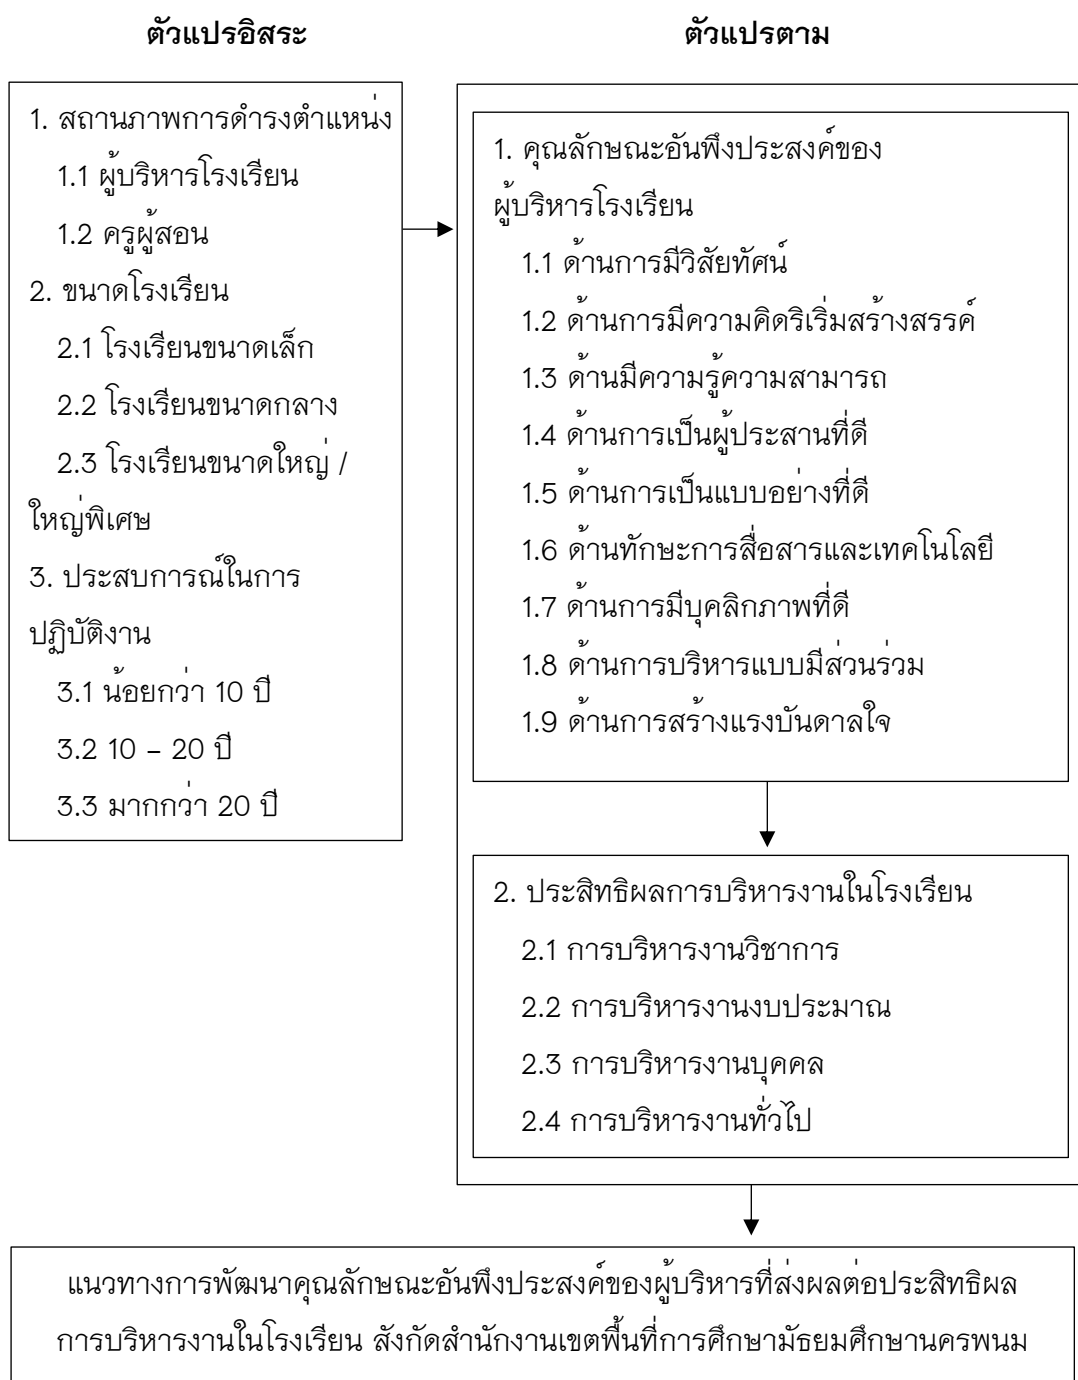 ตัวแปรอิสระ
ตัวแปรตาม
1. สถานภาพการดำรงตำแหน่ง
1.1 ผู้บริหารโรงเรียน
1.2 ครูผู้สอน
2. ขนาดโรงเรียน
2.1 โรงเรียนขนาดเล็ก
2.2 โรงเรียนขนาดกลาง
2.3 โรงเรียนขนาดใหญ่ /
ใหญ่พิเศษ
3. ประสบการณ์ในการ
ปฏิบัติงาน
3.1 น้อยกว่า 10 ปี
3.2 10 – 20 ปี
3.3 มากกว่า 20 ปี
1. คุณลักษณะอันพึงประสงค์ของ
ผู้บริหารโรงเรียน
1.1 ด้านการมีวิสัยทัศน์
1.2 ด้านการมีความคิดริเริ่มสร้างสรรค์
1.3 ด้านมีความรู้ความสามารถ
1.4 ด้านการเป็นผู้ประสานที่ดี
1.5 ด้านการเป็นแบบอย่างที่ดี
1.6 ด้านทักษะการสื่อสารและเทคโนโลยี
1.7 ด้านการมีบุคลิกภาพที่ดี
1.8 ด้านการบริหารแบบมีส่วนร่วม
1.9 ด้านการสร้างแรงบันดาลใจ
2. ประสิทธิผลการบริหารงานในโรงเรียน
2.1 การบริหารงานวิชาการ
2.2 การบริหารงานงบประมาณ
2.3 การบริหารงานบุคคล
2.4 การบริหารงานทั่วไป
แนวทางการพัฒนาคุณลักษณะอันพึงประสงค์ของผู้บริหารที่ส่งผลต่อประสิทธิผล
การบริหารงานในโรงเรียน สังกัดสำนักงานเขตพื้นที่การศึกษามัธยมศึกษานครพนม